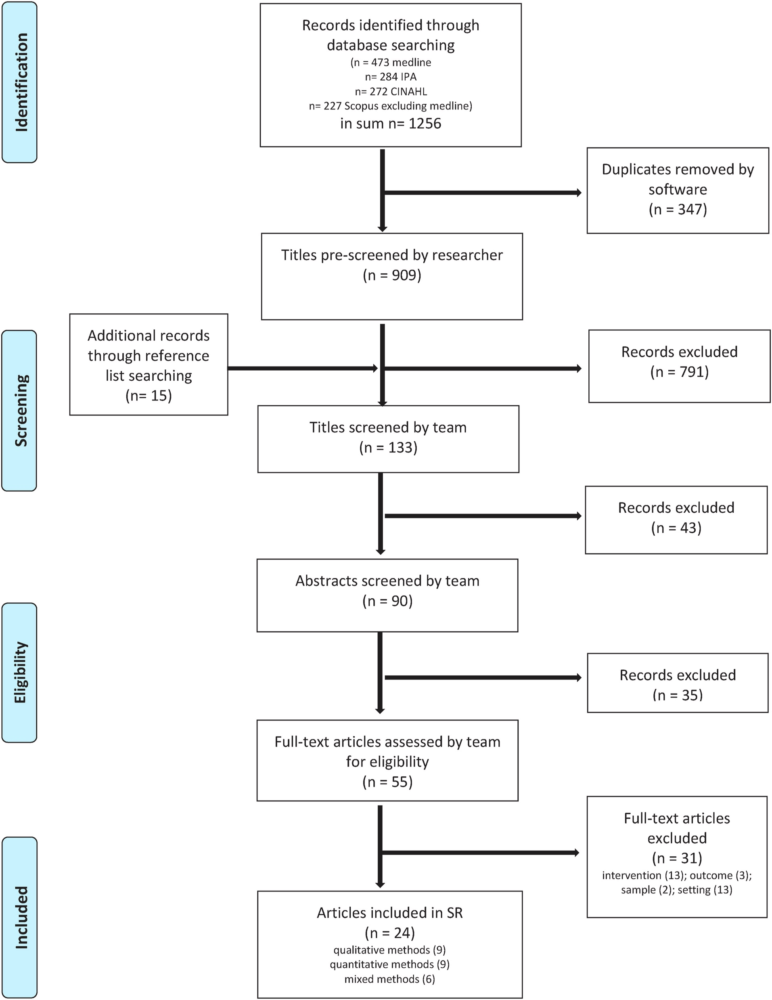 Identification
Records identified through
database searching
(n = 473 medline
n= 284 IPA
n= 272 CINAHL
n= 227 Scopus excluding medline)
in sum n= 1256
Duplicates removed by
software
(n = 347)
Titles pre-screened by researcher
(n = 909)
Screening
Additional records
through reference
list searching
(n= 15)
Records excluded
(n = 791)
Titles screened by team
(n = 133)
Records excluded
(n = 43)
Abstracts screened by team
(n = 90)
Eligibility
Records excluded
(n = 35)
Full-text articles assessed by team
for eligibility
(n = 55)
Full-text articles
excluded
(n = 31)
intervention (13); outcome (3);
sample (2); setting (13)
Included
Articles included in SR
(n = 24)
qualitative methods (9)
quantitative methods (9)
mixed methods (6)